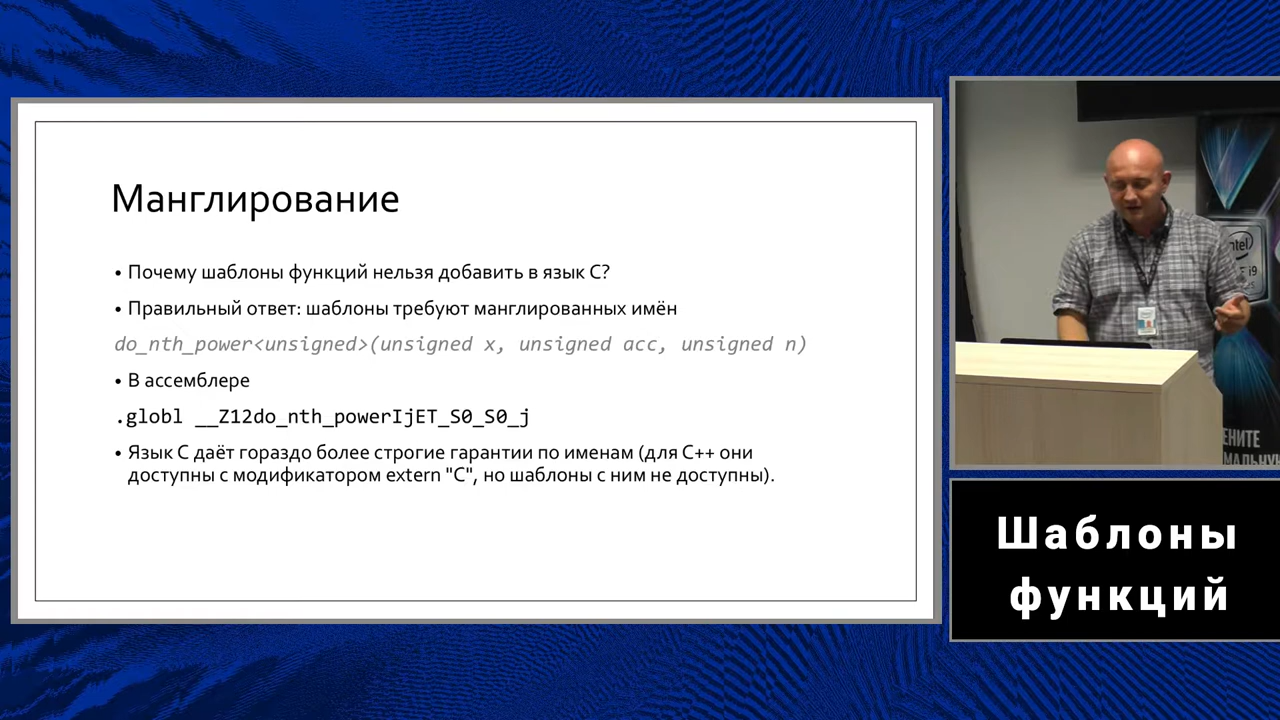 Манглирование
• Почему шаблоны функций нельзя добавить в язык C?
• Правильный ответ: шаблоны требуют манглированных имён
do_nth_power<unsigned>(unsigned x, unsigned acc, unsigned n)
• В ассемблере
.globl __Z12do_nth_powerIjET_S0_S0_j
• Язык C даёт гораздо более строгие гарантии по именам (для C++ они
доступны с модификатором extern "C", но шаблоны с ним не доступны).
Шаблоны
функций